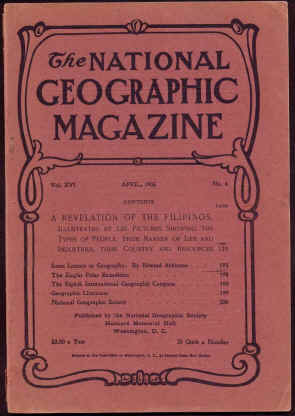 The NATIONAL
GEOGRAPHIC
MAGAZINE
Vol. XVI APRIL, No. 4
CONTENTS
PAGE
A REVELATION OF THE FILIPINOS,
ILLUSTRATED BY 138 PICTURES, SHOWING THE
TYPES OF PEOPLE, THEIR MANNER OF LIFE AND
INDUSTRIES, THEIR COUNTRY AND RESOURCES
Some Lessons in Geography. By Edward Atkinson
The Ziegler Polar Expedition 198
The Eighth International Geographic Congress
Geographic Literature
National Geographic Society
Published by the National Geographic Society
Hubbard Memorial Hall
Washington, D. C.
$2.50 a Year 25 Cents a Number